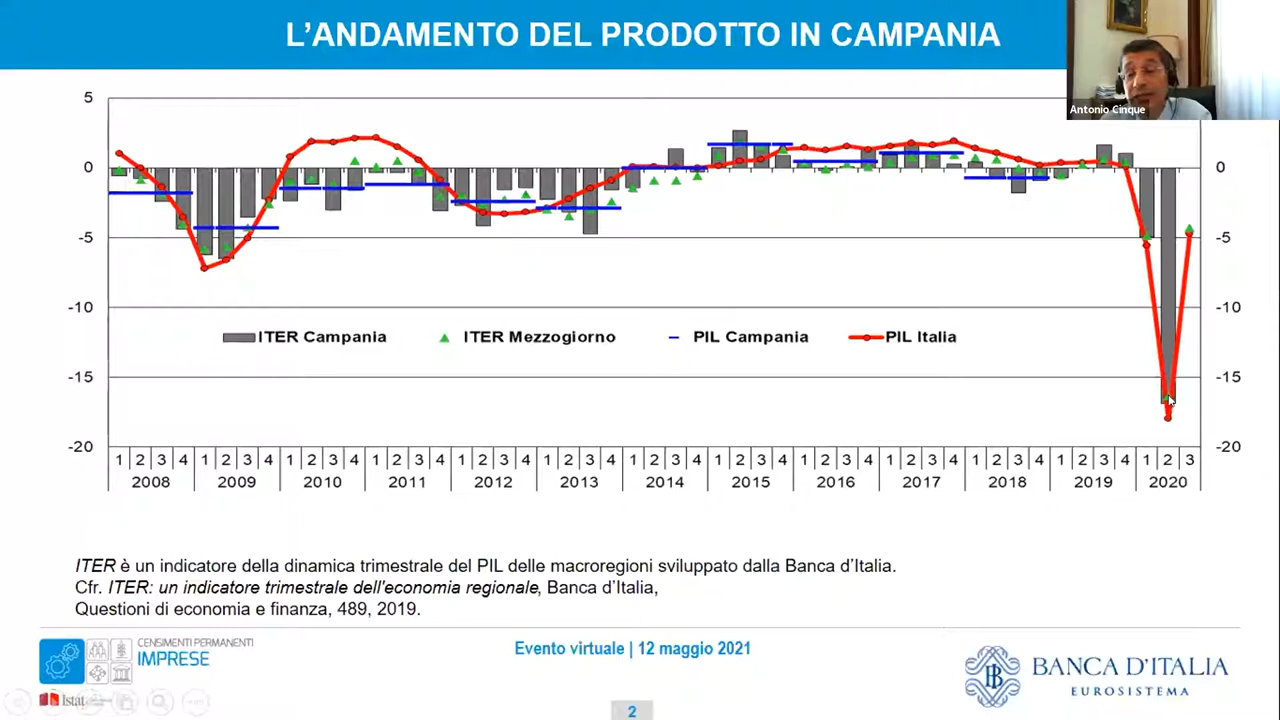 L'ANDAMENTO DEL PRODOTTO IN CAMPANIA
Antonio Cinque
5
0 0
-5 -5
-10 -10
ITER Campania ITER Mezzogiorno PIL Campania PIL Italia
-15 -15
-20 -20
1 2 3 4 1 2 3 4 1 2 3 4 1 2 3 4 1 2 3 4 1 2 3 4 1 2 3 4 1 2 3 4 1 2 3 4 1 2 3 4 1 2 3 4 1 2 3 4 1 2 3
2008 2009 2010 2011 2012 2013 2014 2015 2016 2017 2018 2019 2020
ITER è un indicatore della dinamica trimestrale del PIL delle macroregioni sviluppato dalla Banca d'Italia.
Cfr. ITER: un indicatore trimestrale dell'economia regionale, Banca d'Italia,
Questioni di economia e finanza, 489, 2019.
CENSIMENTI PERMANENTI
IMPRESE
Istat
Evento virtuale | 12 maggio 2021
BANCA D'ITALIA
EUROSISTEMA
2